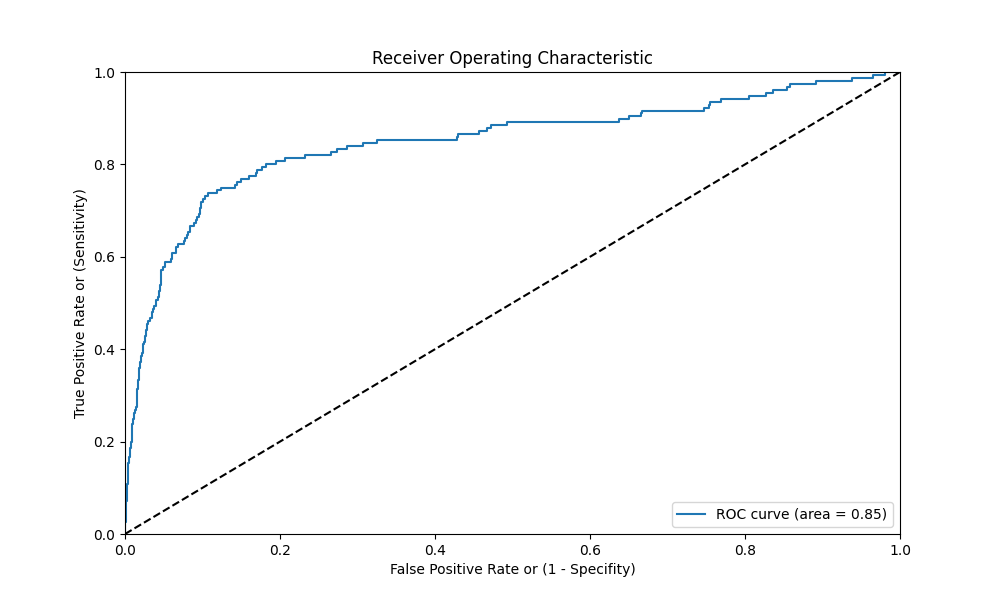 Receiver Operating Characteristic
1.0
0.8
0.6
0.4
0.2
0.0
True Positive Rate or (Sensitivity)
ROC curve (area = 0.85)
0.0 0.2 0.4 0.6 0.8 1.0
False Positive Rate or (1 - Specifity)